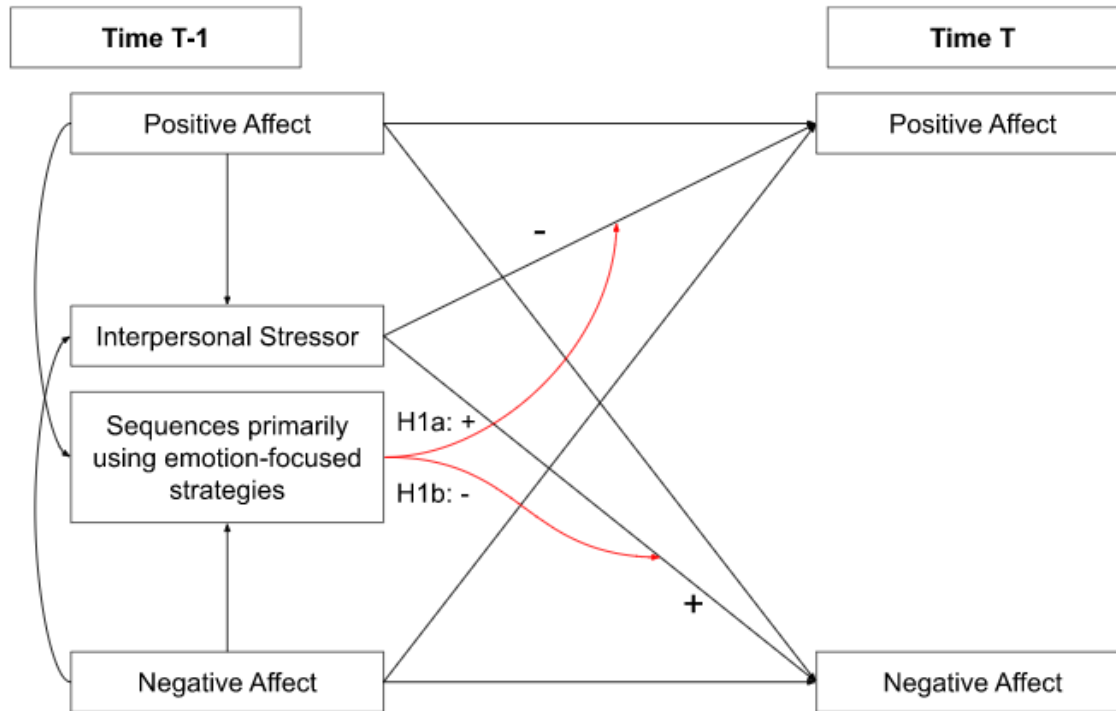 Time T-1
Time T
Positive Affect
Positive Affect
-
Interpersonal Stressor
Sequences primarily
using emotion-focused
strategies
H1a: +
H1b: -
+
Negative Affect
Negative Affect